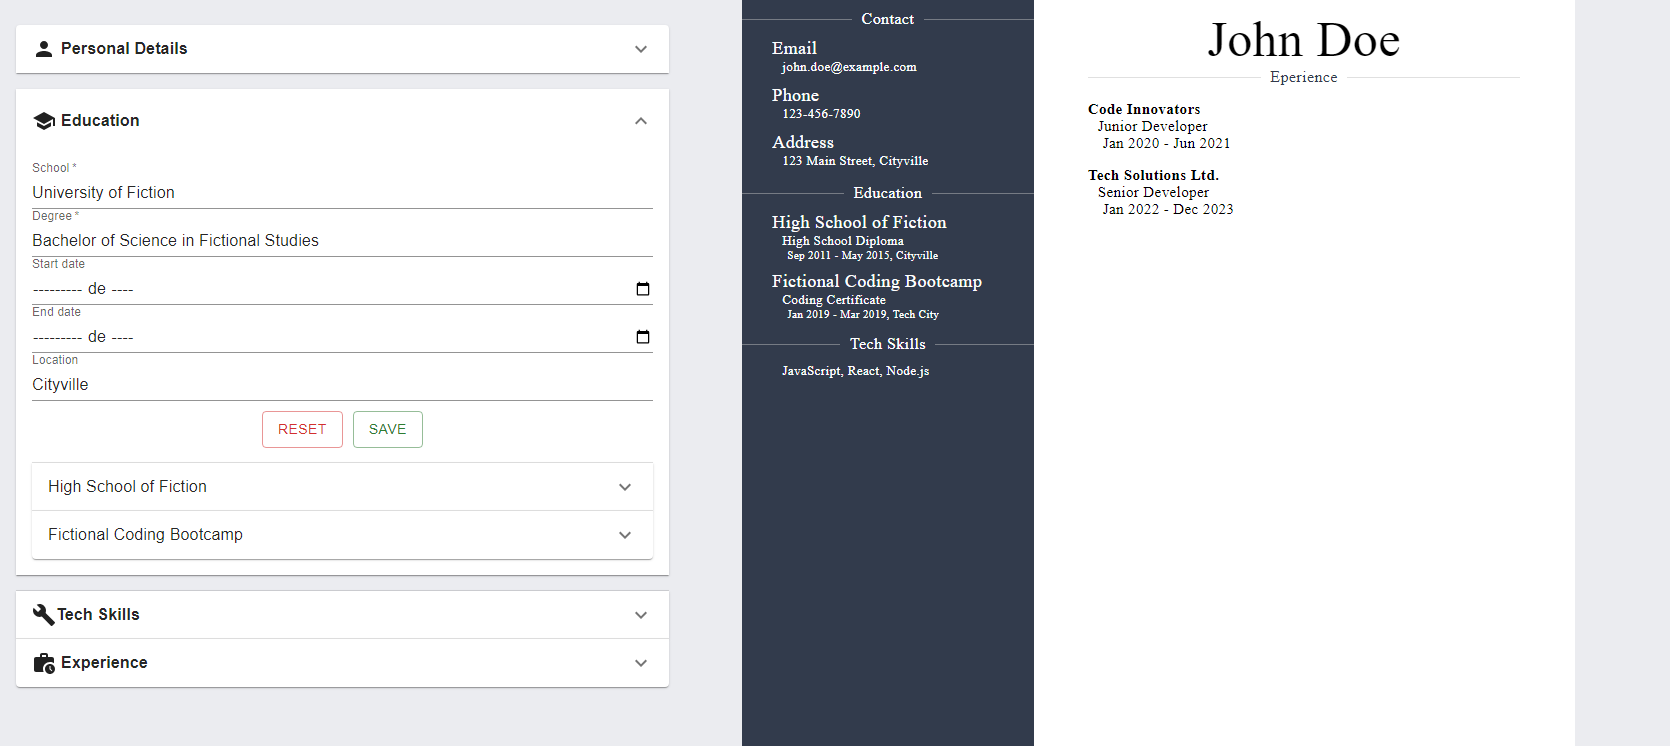 Personal Details
Education
School *
University of Fiction
Degree *
Bachelor of Science in Fictional Studies
Start date
--------- de ----
End date
--------- de ----
Location
Cityville
RESET
SAVE
High School of Fiction
Fictional Coding Bootcamp
Tech Skills
Experience
Contact
Email
john.doe@example.com
Phone
123-456-7890
Address
123 Main Street, Cityville
Education
High School of Fiction
High School Diploma
Sep 2011 - May 2015, Cityville
Fictional Coding Bootcamp
Coding Certificate
Jan 2019 - Mar 2019, Tech City
Tech Skills
JavaScript, React, Node.js
John Doe
Eperience
Code Innovators
Junior Developer
Jan 2020 - Jun 2021
Tech Solutions Ltd.
Senior Developer
Jan 2022 - Dec 2023